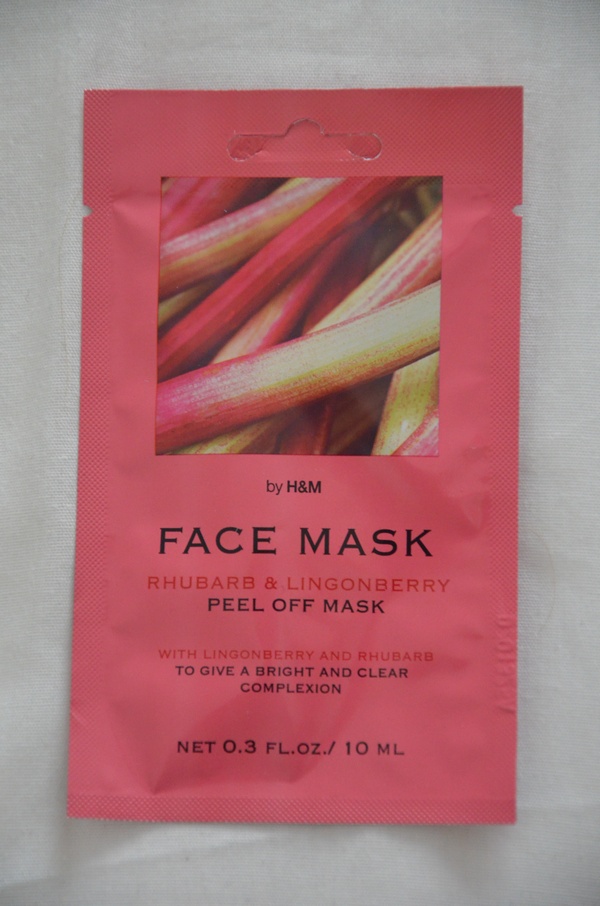 by H&M
FACE MASK
RHUBARB & LINGONBERRY
PEEL OFF MASK
WITH LINGONBERRY AND RHUBARB
TO GIVE A BRIGHT AND CLEAR
COMPLEXION
NET 0.3 FL.OZ./ 10 ML